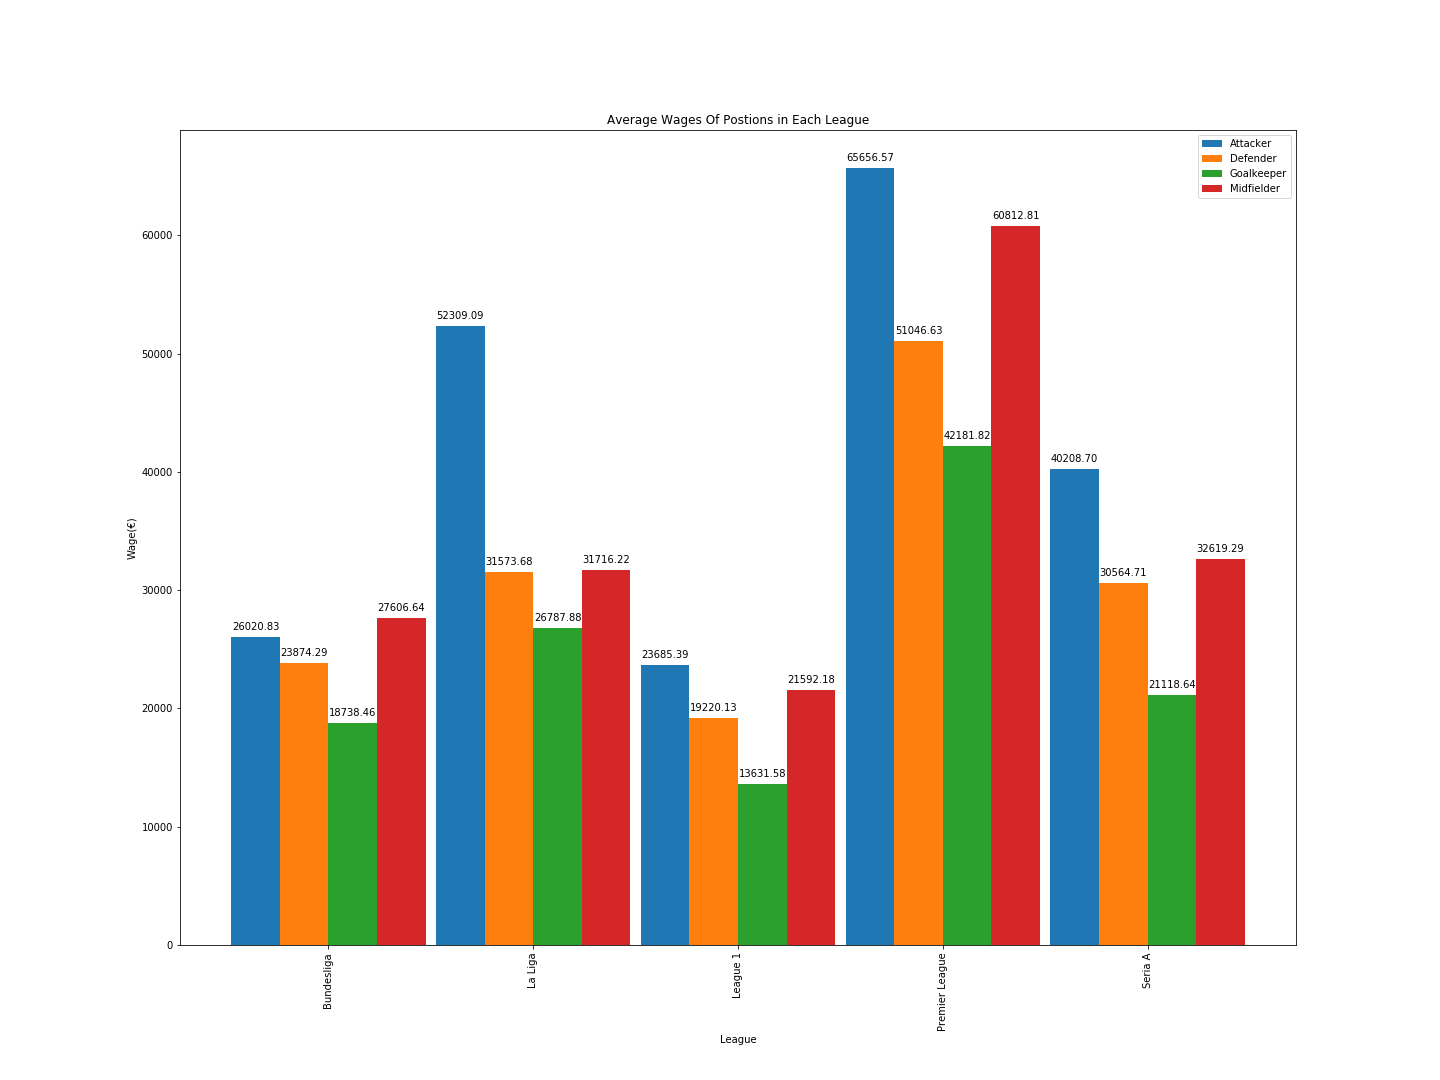 Average Wages Of Postions in Each League
Attacker
Defender
Goalkeeper
Midfielder
Wage(€)
60000
50000
40000
30000
20000
10000
0
26020.83
23874.29
18738.46
27606.64
52309.09
31573.68
26787.88
31716.22
23685.39
19220.13
13631.58
21592.18
65656.57
51046.63
42181.82
60812.81
40208.70
30564.71
21118.64
32619.29
Bundesliga
La Liga
League 1
Premier League
Seria A
League